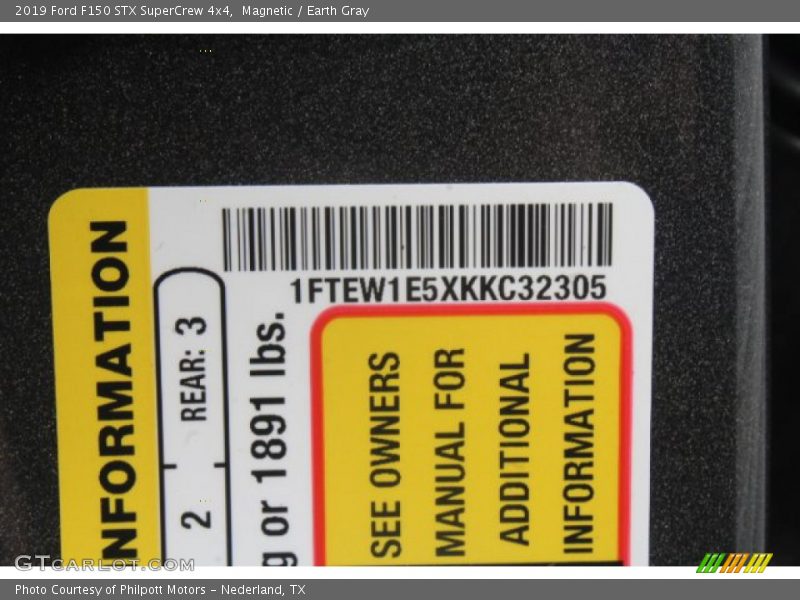 2019 Ford F150 STX SuperCrew 4x4, Magnetic / Earth Gray
1FTEW1E5XKKC32305
NFORMATION
REAR: 3
2
g or 1891 lbs.
SEE OWNERS
MANUAL FOR
ADDITIONAL
INFORMATION
GTCarLot.com
Photo Courtesy of Philpott Motors - Nederland, TX